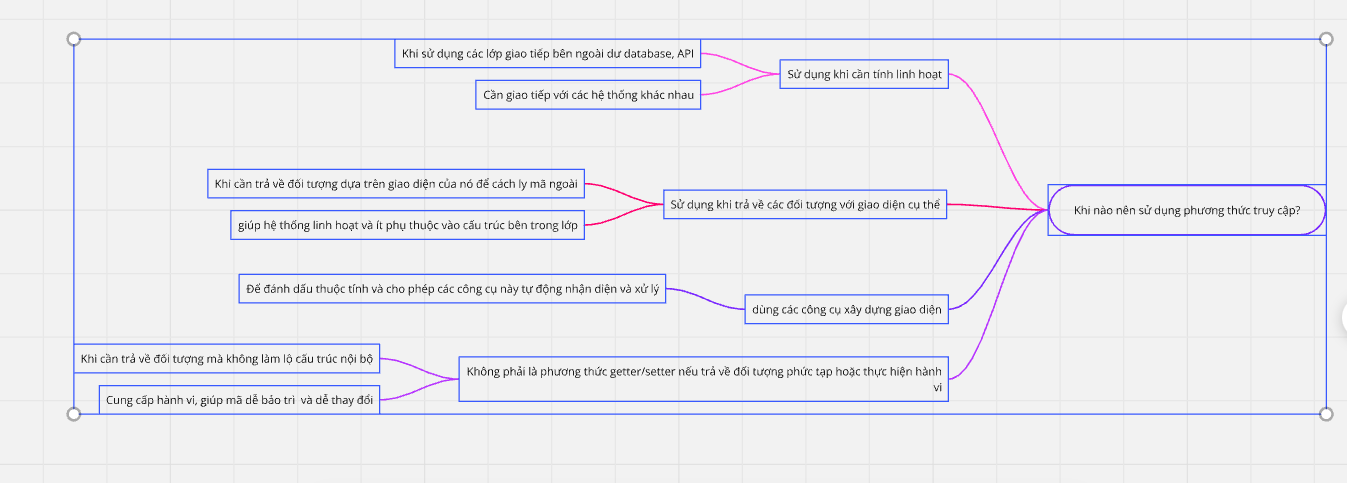 Khi sử dụng các lớp giao tiếp bên ngoài dư database, API
Sử dụng khi cần tính linh hoạt
Cần giao tiếp với các hệ thống khác nhau
Khi cần trả về đối tượng dựa trên giao diện của nó để cách ly mã ngoài
Sử dụng khi trả về các đối tượng với giao diện cụ thể
giúp hệ thống linh hoạt và ít phụ thuộc vào cấu trúc bên trong lớp
Khi nào nên sử dụng phương thức truy cập?
Để đánh dấu thuộc tính và cho phép các công cụ này tự động nhận diện và xử lý
dùng các công cụ xây dựng giao diện
Khi cần trả về đối tượng mà không làm lộ cấu trúc nội bộ
Không phải là phương thức getter/setter nếu trả về đối tượng phức tạp hoặc thực hiện hành
vi
Cung cấp hành vi, giúp mã dễ bảo trì và dễ thay đổi